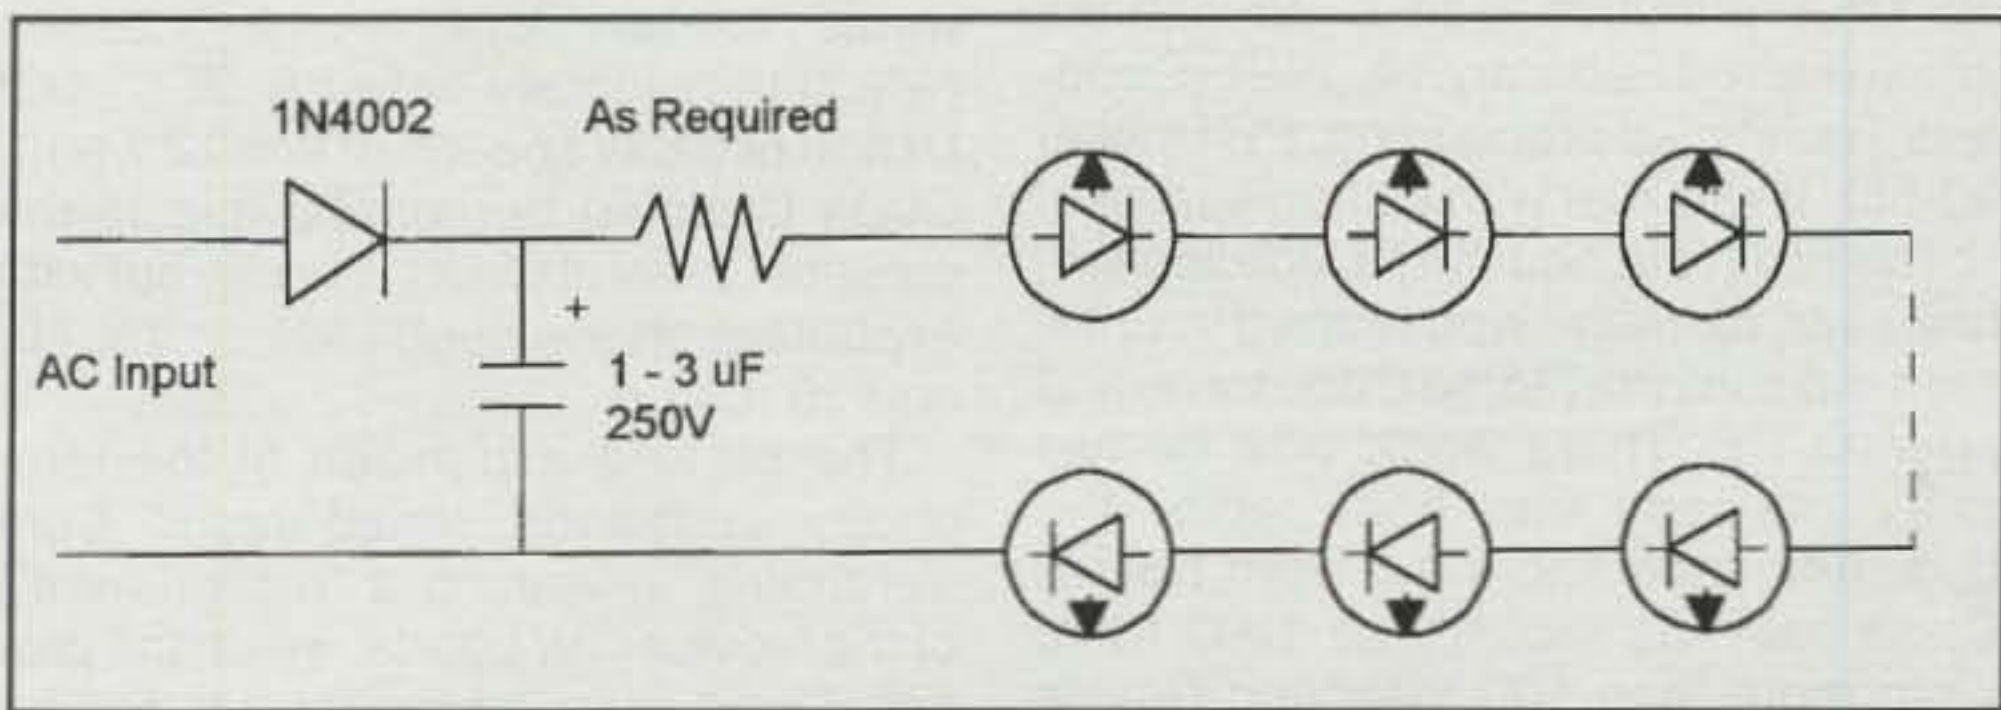 1N4002
As Required
+
AC Input
1 - 3 uF
250V